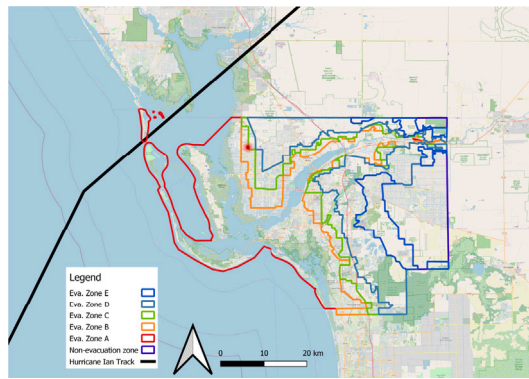 Legend
Eva. Zone E
Eva. Zone D
Eva. Zone C
Eva. Zone B
Eva. Zone A
Non-evacuation zone
Hurricane Ian Track
0 10 20 km